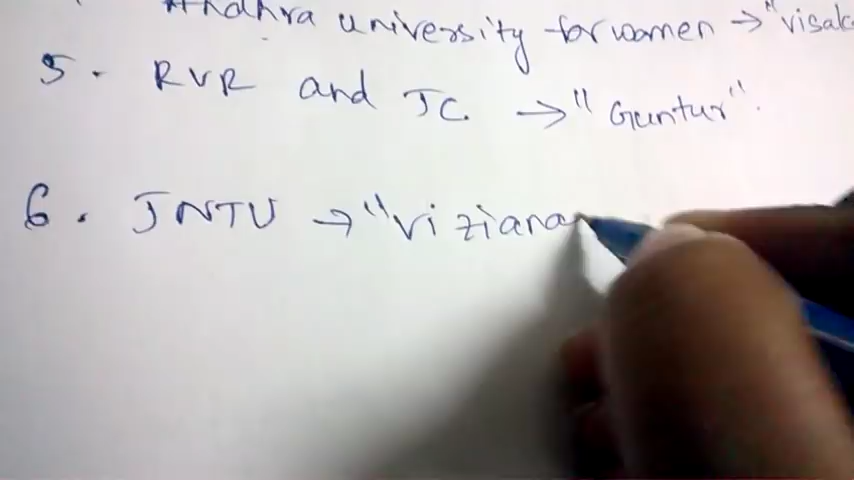 Andhra university for women → "visak
5. RVR and JC → "Guntur".
6. JNTU → "viziana